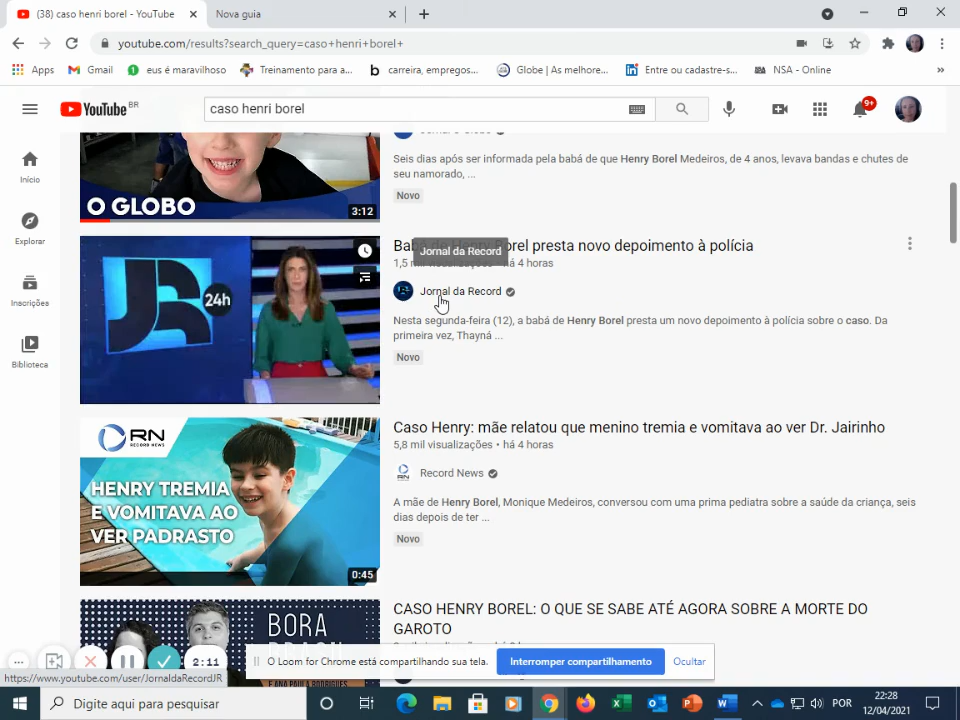 (38) caso henri borel - YouTube
Nova guia
youtube.com/results?search_query=caso+henri+borel+
Apps
Gmail
eus é maravilhoso
Treinamento para a...
carreira, empregos...
Globe | As melhore...
Entre ou cadastre-s...
NSA - Online
»
YouTube BR
caso henri borel
9+
Início
Explorar
Inscrições
Biblioteca
O GLOBO
3:12
Seis dias após ser informada pela babá de que Henry Borel Medeiros, de 4 anos, levava bandas e chutes de
seu namorado, ...
Novo
24h
Babá de Henry Borel presta novo depoimento à polícia
Jornal da Record
1,5 mil visualizações • há 4 horas
Jornal da Record
Nesta segunda-feira (12), a babá de Henry Borel presta um novo depoimento à polícia sobre o caso. Da
primeira vez, Thayná ...
Novo
RN
RECORD NEWS
HENRY TREMIA
E VOMITAVA AO
VER PADRASTO
0:45
Caso Henry: mãe relatou que menino tremia e vomitava ao ver Dr. Jairinho
5,8 mil visualizações • há 4 horas
RN
Record News
A mãe de Henry Borel, Monique Medeiros, conversou com uma prima pediatra sobre a saúde da criança, seis
dias depois de ter ...
Novo
BORA
CASO HENRY BOREL: O QUE SE SABE ATÉ AGORA SOBRE A MORTE DO
GAROTO
2:11
O Loom for Chrome está compartilhando sua tela.
Interromper compartilhamento
Ocultar
https://www.youtube.com/user/JornaldaRecordJR
Digite aqui para pesquisar
POR
22:28
12/04/2021